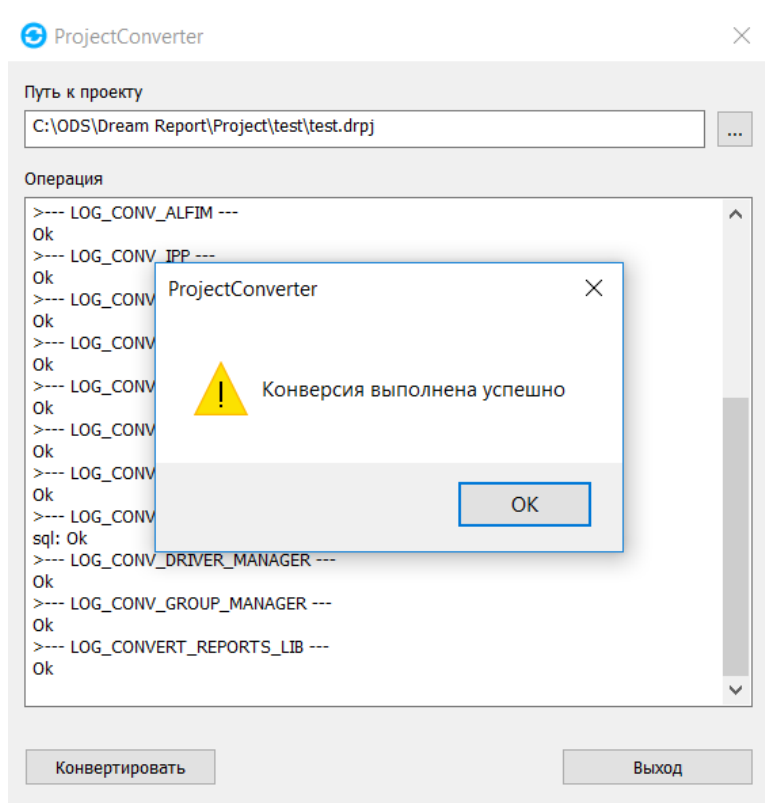 ProjectConverter
Путь к проекту
C:\ODS\Dream Report\Project\test\test.drpj
...
Операция
>--- LOG_CONV_ALFIM ---
Ok
>--- LOG_CONV_IPP ---
Ok
>--- LOG_CONV
Ok
>--- LOG_CONV
Ok
>--- LOG_CONV
Ok
>--- LOG_CONV
Ok
>--- LOG_CONV
Ok
>--- LOG_CONV
sql: Ok
>--- LOG_CONV_DRIVER_MANAGER ---
Ok
>--- LOG_CONV_GROUP_MANAGER ---
Ok
>--- LOG_CONVERT_REPORTS_LIB ---
Ok
ProjectConverter
Конверсия выполнена успешно
OK
Конвертировать
Выход